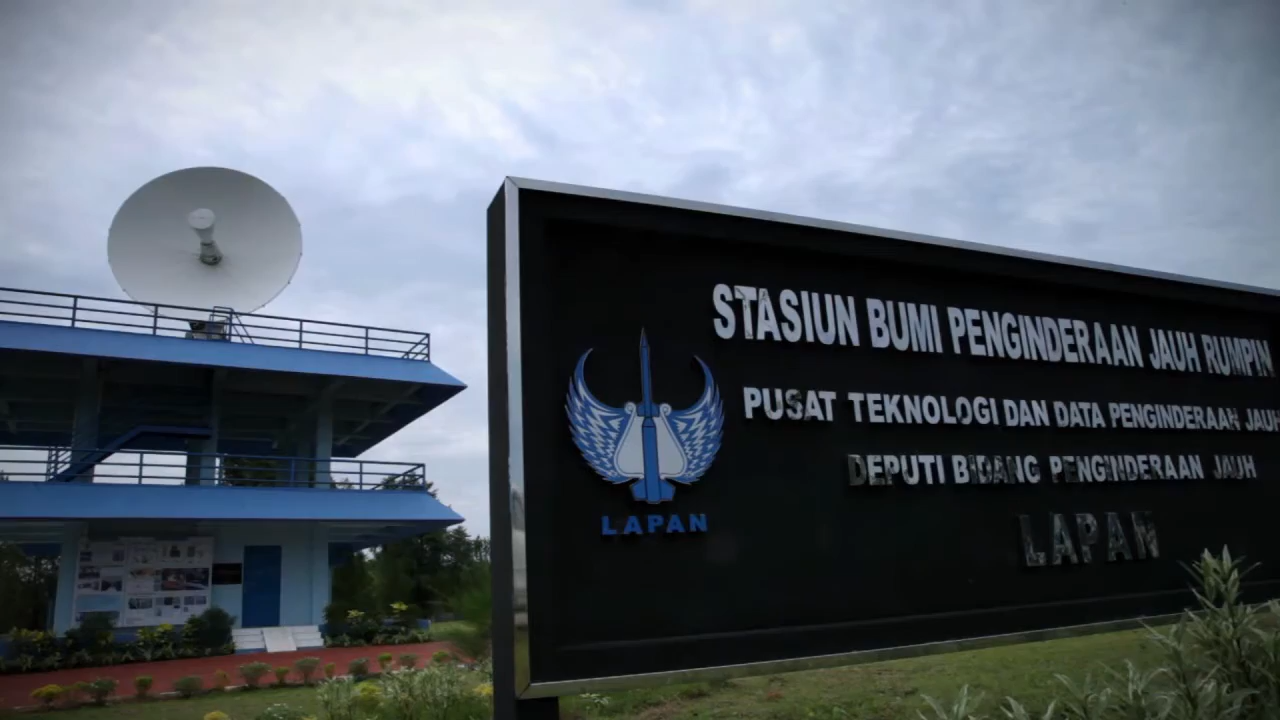 STASIUN BUMI PENGINDERAAN JAUH RUMPIN
PUSAT TEKNOLOGI DAN DATA PENGINDERAAN JAUH
DEPUTI BIDANG PENGINDERAAN JAUH
LAPAN
LAPAN